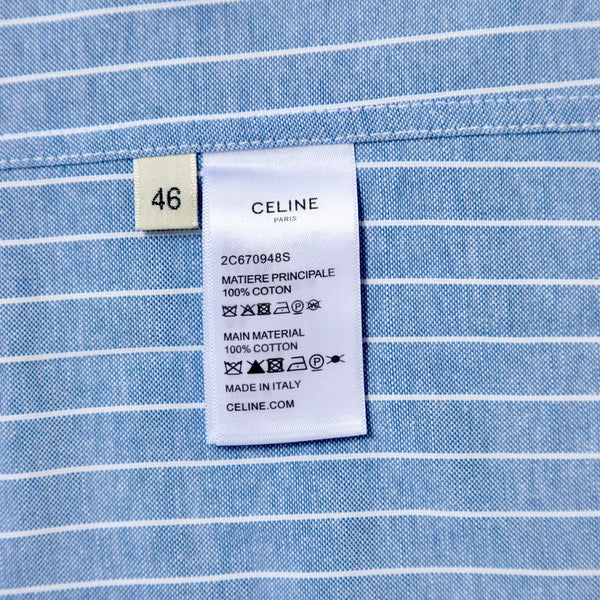 46
CELINE
PARIS
2C670948S
MATIERE PRINCIPALE
100% COTON
MAIN MATERIAL
100% COTTON
MADE IN ITALY
CELINE.COM